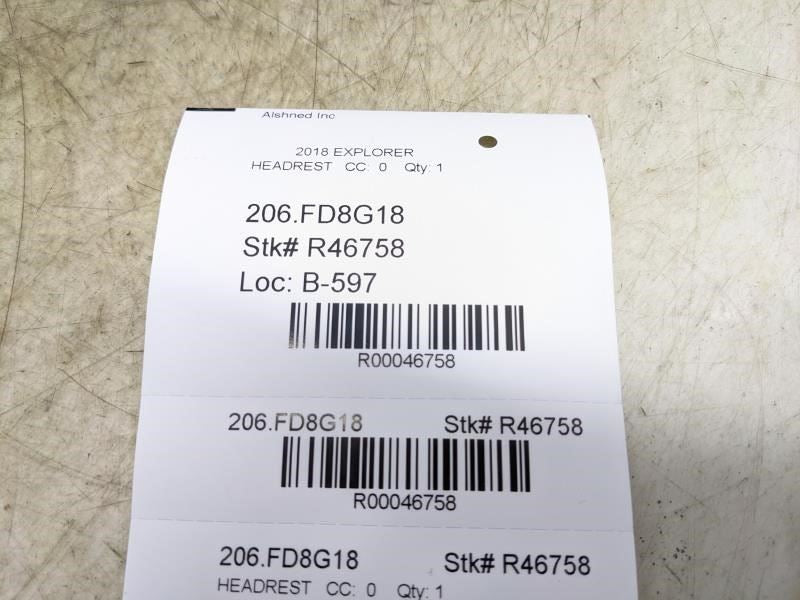 Alshned Inc
2018 EXPLORER
HEADREST CC: 0 Qty: 1
206.FD8G18
Stk# R46758
Loc: B-597
R00046758
206.FD8G18 Stk# R46758
R00046758
206.FD8G18 Stk# R46758
HEADREST CC: 0 Qty: 1